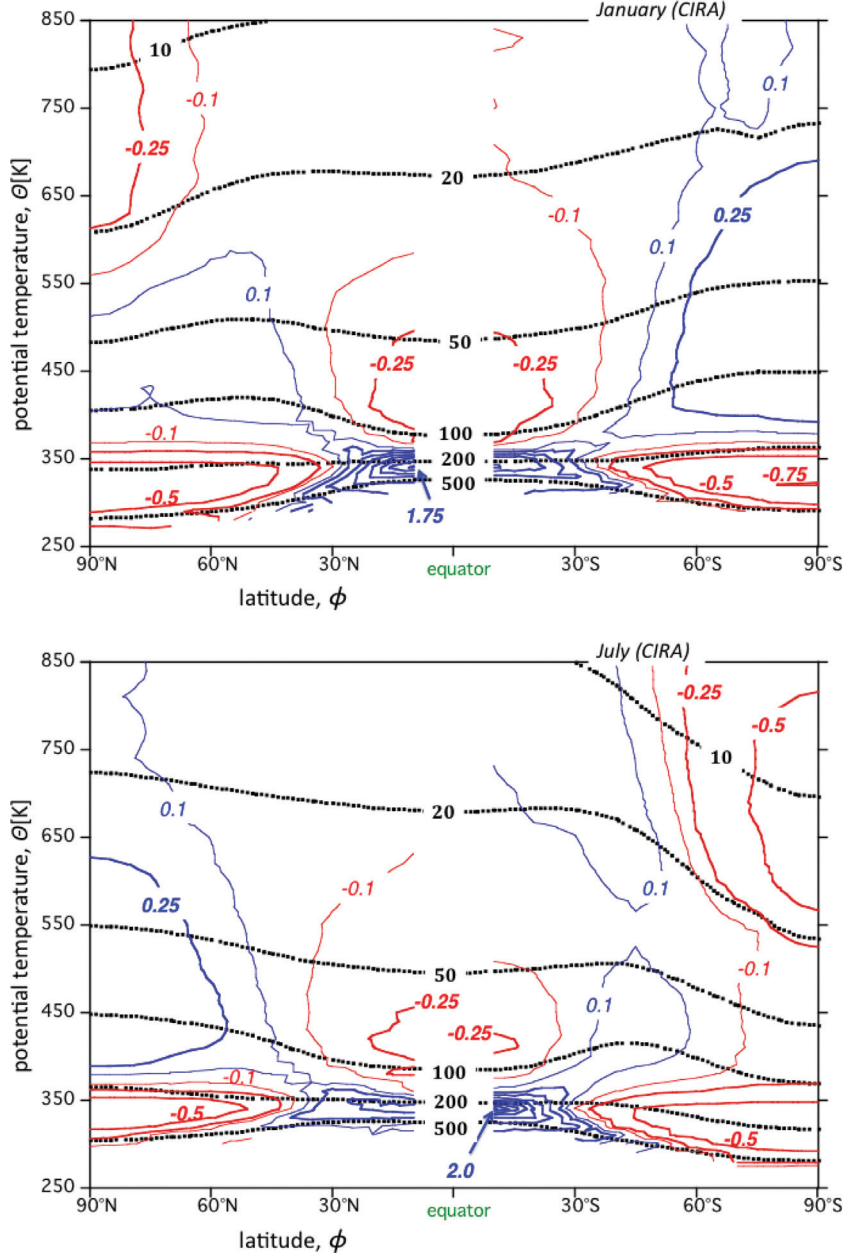 January (CIRA)
850
10
0.1
-0.1
0.1
750
-0.25
potential temperature, Θ[K]
20
650
0.25
-0.1
0.1
550
0.1
50
450
-0.25
-0.25
100
-0.1
200
350
-0.5
-0.5
-0.75
500
1.75
250
90°N
60°N
30°N
equator
30°S
60°S
90°S
latitude, ϕ
July (CIRA)
850
-0.25
-0.5
10
750
20
0.1
potential temperature, Θ[K]
650
-0.1
0.1
0.25
550
50
-0.1
-0.25
0.1
450
-0.25
100
-0.1
200
350
-0.5
500
-0.5
2.0
250
90°N
60°N
30°N
equator
30°S
60°S
90°S
latitude, ϕ